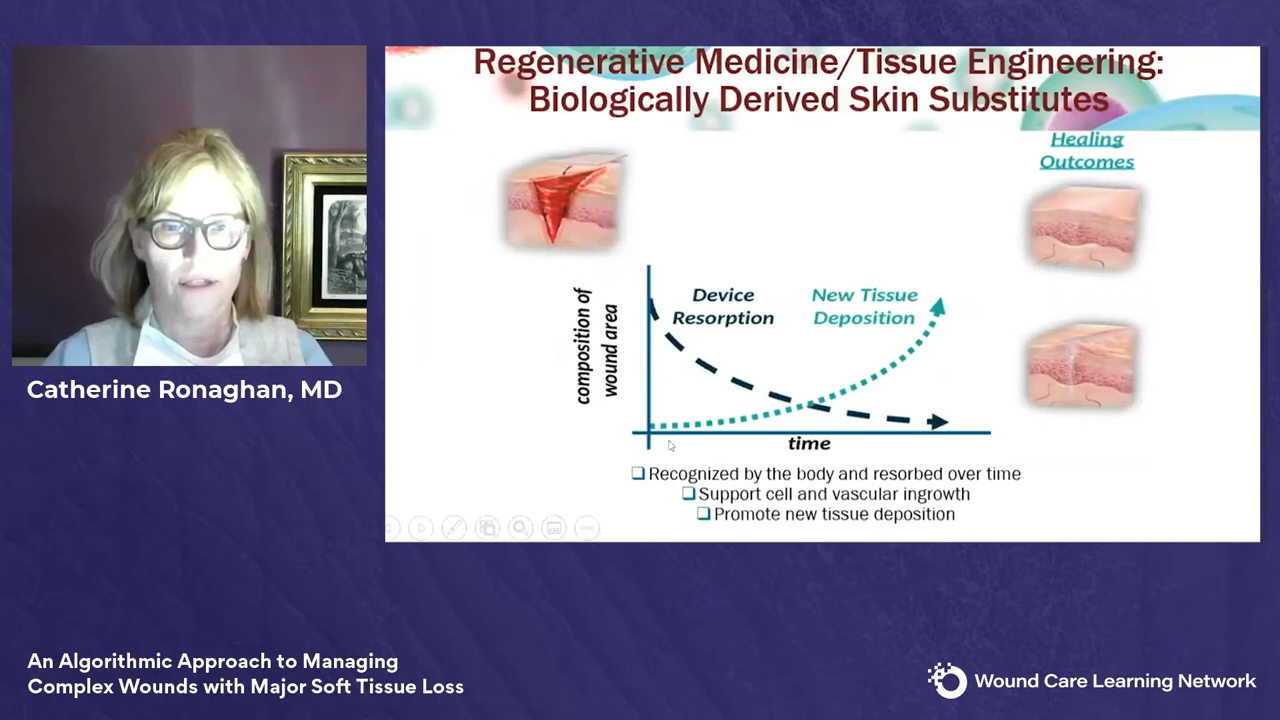 Regenerative Medicine/Tissue Engineering:
Biologically Derived Skin Substitutes
Healing
Outcomes
composition of
wound area
Device
Resorption
New Tissue
Deposition
time
Recognized by the body and resorbed over time
Support cell and vascular ingrowth
Promote new tissue deposition
Catherine Ronaghan, MD
An Algorithmic Approach to Managing
Complex Wounds with Major Soft Tissue Loss
Wound Care Learning Network